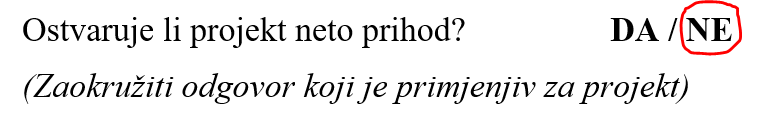 Ostvaruje li projekt neto prihod? DA / NE
(Zaokružiti odgovor koji je primjenjiv za projekt)